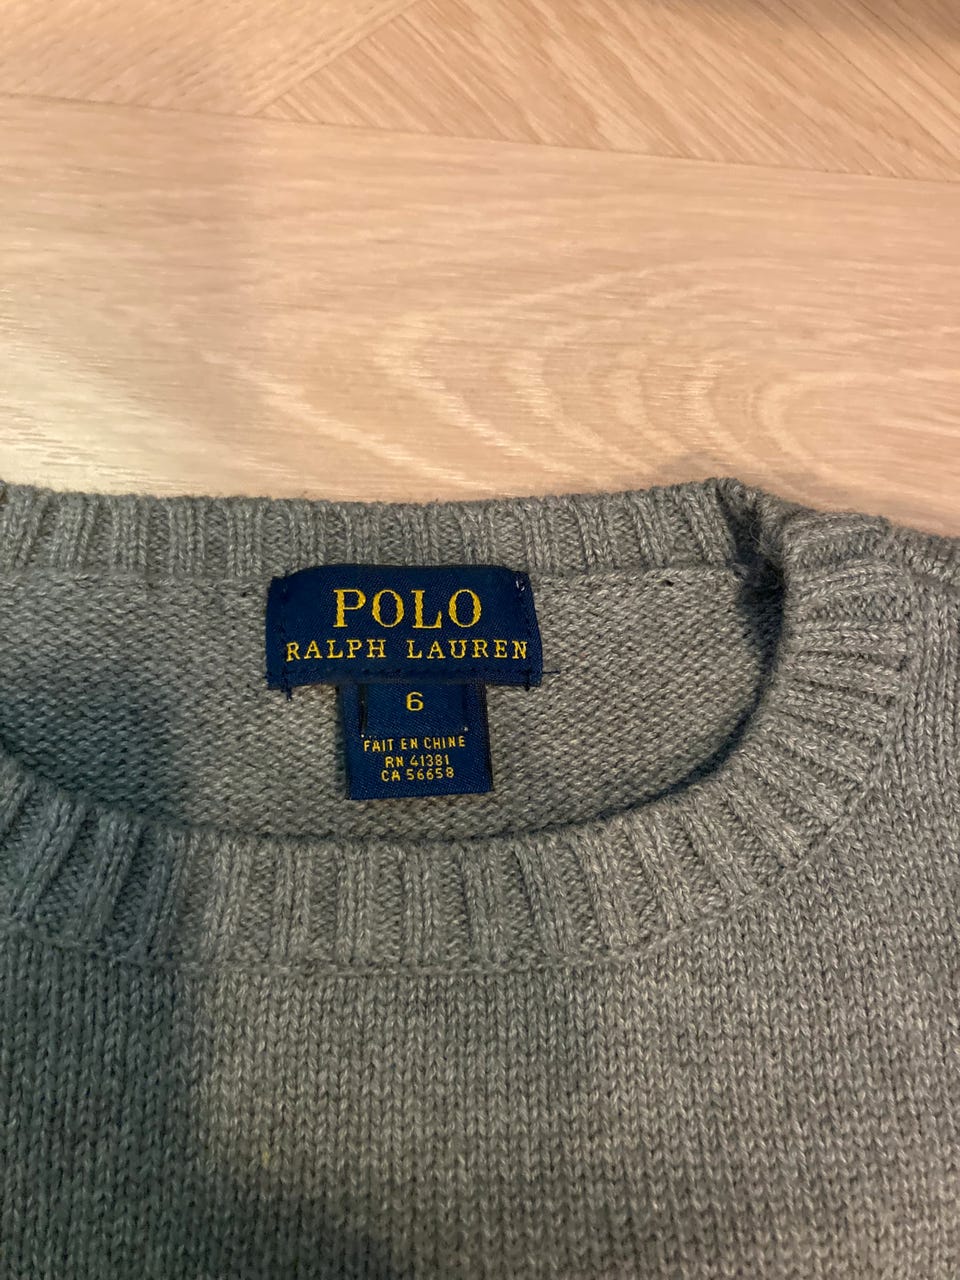 POLO
RALPH LAUREN
6
FAIT EN CHINE
RN 41381
CA 56658